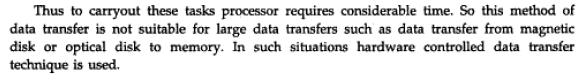 Thus to carryout these tasks processor requires considerable time. So this method of
data transfer is not suitable for large data transfers such as data transfer from magnetic
disk or optical disk to memory. In such situations hardware controlled data transfer
technique is used.